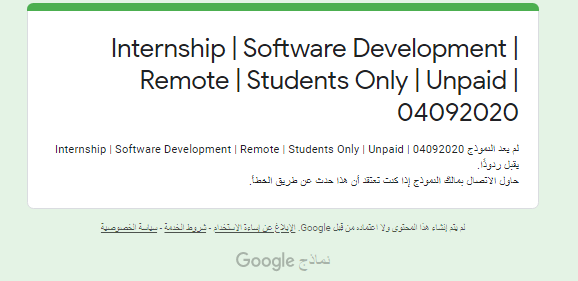 Internship | Software Development |
Remote | Students Only | Unpaid |
04092020
لم يعد النموذج Internship | Software Development | Remote | Students Only | Unpaid | 04092020
يقبل ردودًا.
حاول الاتصال بمالك النموذج إذا كنت تعتقد أن هذا حدث عن طريق الخطأ.
لم يتم إنشاء هذا المحتوى ولا اعتماده من قبل Google. الإبلاغ عن إساءة الاستخدام - شروط الخدمة - سياسة الخصوصية
نماذج Google